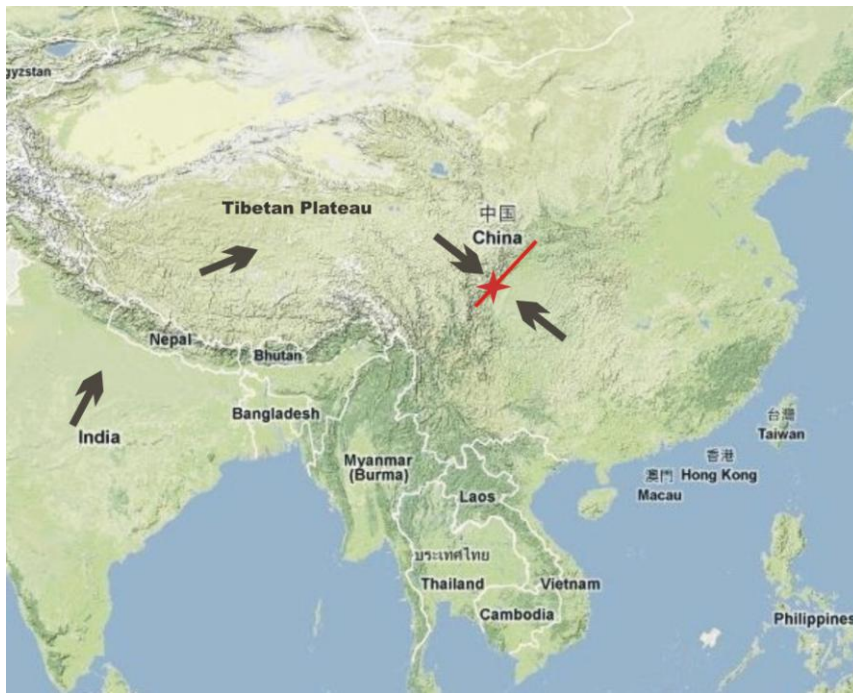 gyzstan
Tibetan Plateau
中国
China
Nepal
Bhutan
Bangladesh
India
Myanmar
(Burma)
台灣
Taiwan
香港
Hong Kong
澳門
Macau
Laos
ประเทศไทย
Thailand
Vietnam
Cambodia
Philippines